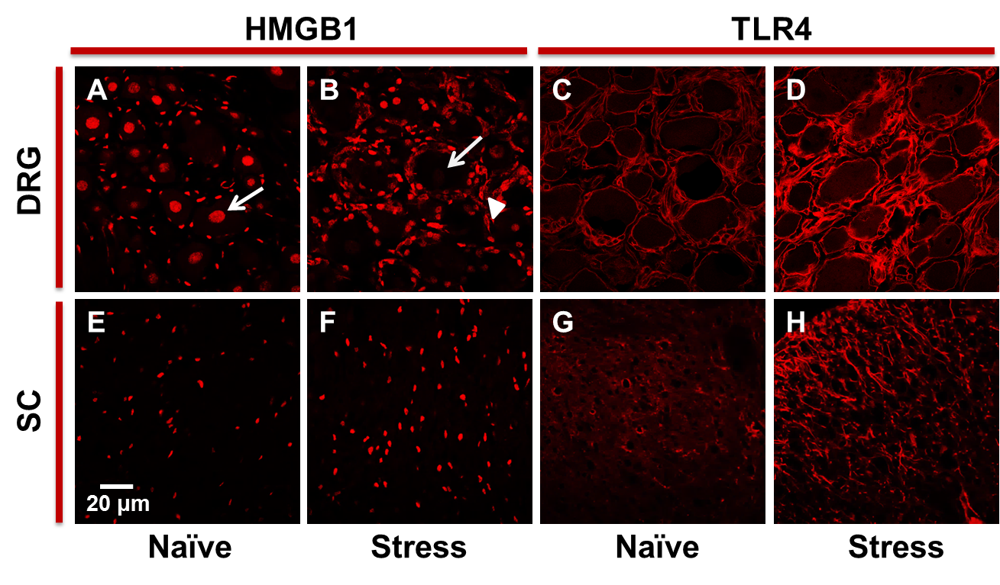 HMGB1
TLR4
DRG
A
B
C
D
SC
E
F
G
H
20 µm
Naïve
Stress
Naïve
Stress